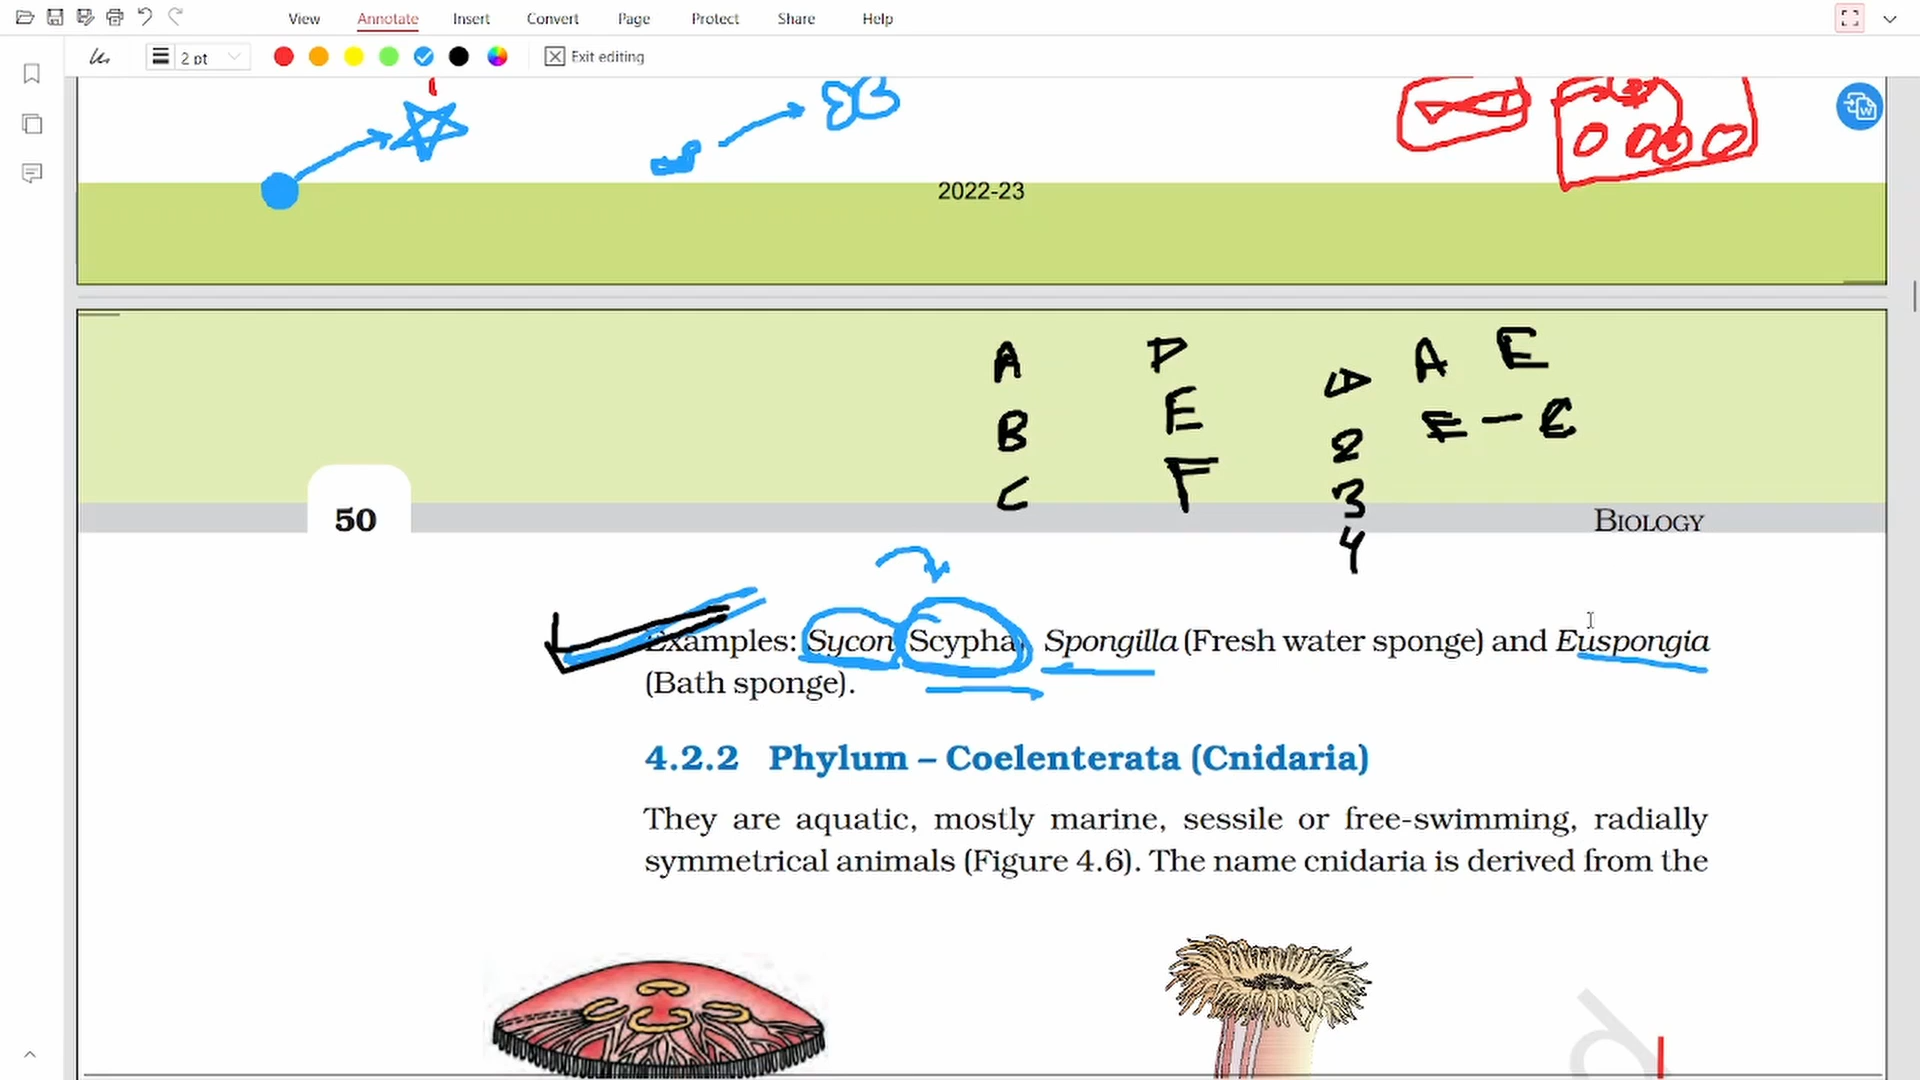 View Annotate Insert Convert Page Protect Share Help
2 pt Exit editing
2022-23
A D 1 A E
B E 2 E - C
C F 3
4
50 BIOLOGY
Examples: Sycon (Scypha), Spongilla (Fresh water sponge) and Euspongia
(Bath sponge).
4.2.2 Phylum – Coelenterata (Cnidaria)
They are aquatic, mostly marine, sessile or free-swimming, radially
symmetrical animals (Figure 4.6). The name cnidaria is derived from the
d